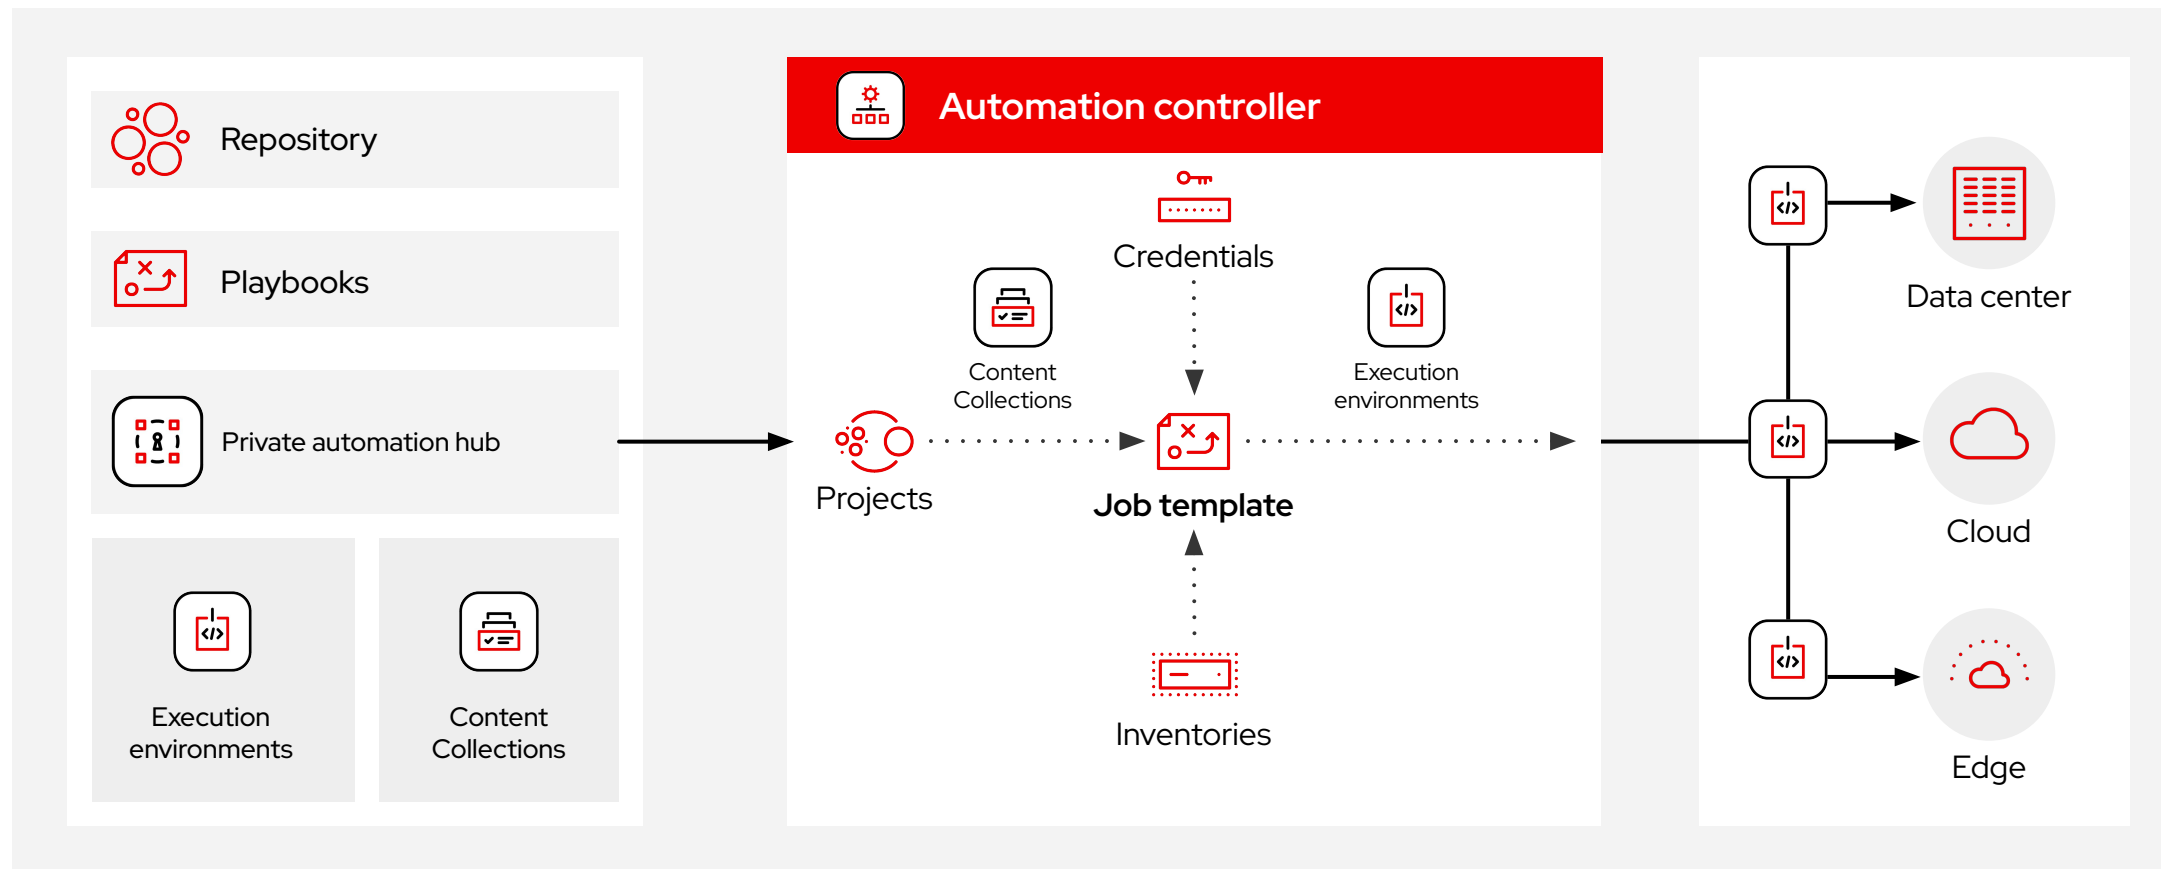 Repository
Playbooks
Private automation hub
Execution
environments
Content
Collections
Automation controller
Credentials
Content
Collections
Execution
environments
Projects
Job template
Inventories
Data center
Cloud
Edge